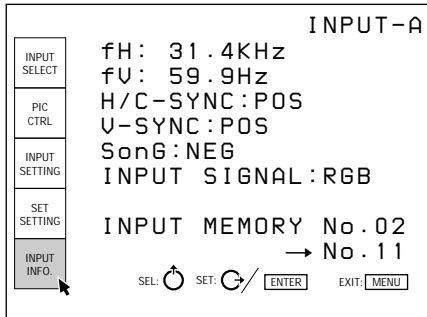 INPUT-A
INPUT
SELECT
PIC
CTRL
INPUT
SETTING
SET
SETTING
INPUT
INFO.
fH: 31.4KHz
fV: 59.9Hz
H/C-SYNC:POS
V-SYNC:POS
SonG:NEG
INPUT SIGNAL:RGB
INPUT MEMORY No.02
→ No.11
SEL: SET: / ENTER EXIT: MENU